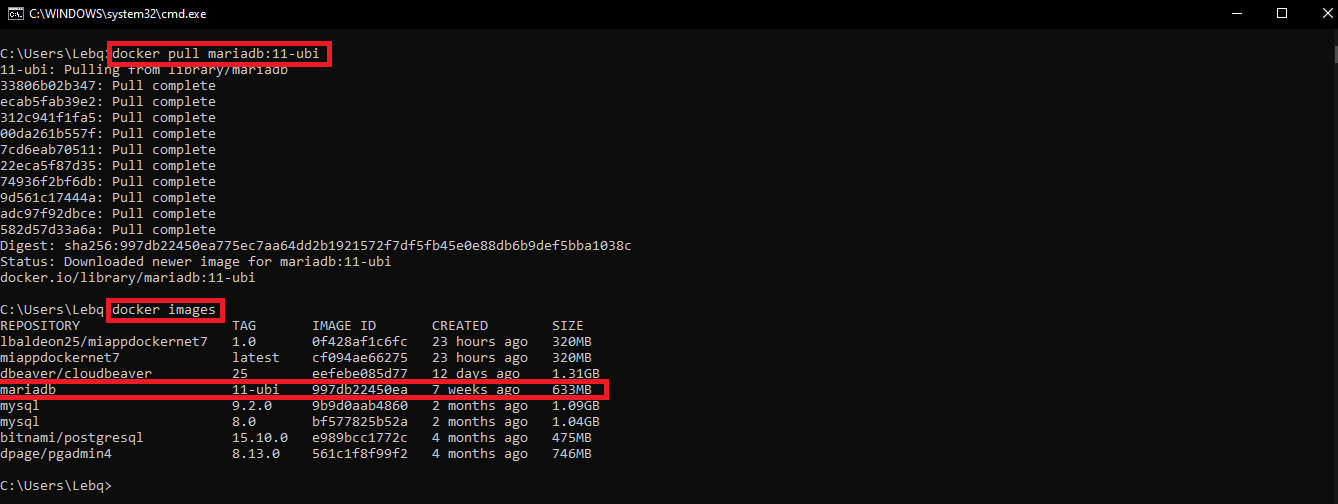 C:\WINDOWS\system32\cmd.exe
C:\Users\Lebq>docker pull mariadb:11-ubi
11-ubi: Pulling from library/mariadb
33806b02b347: Pull complete
ecab5fab39e2: Pull complete
312c941f1fa5: Pull complete
00da261b557f: Pull complete
7cd6eab70511: Pull complete
22eca5f87d35: Pull complete
74936f2bf6db: Pull complete
9d561c17444a: Pull complete
adc97f92dbce: Pull complete
582d57d33a6a: Pull complete
Digest: sha256:997db22450ea775ec7aa64dd2b1921572f7df5fb45e0e88db6b9def5bba1038c
Status: Downloaded newer image for mariadb:11-ubi
docker.io/library/mariadb:11-ubi
C:\Users\Lebq>docker images
REPOSITORY TAG IMAGE ID CREATED SIZE
lbaldeon25/miappdockernet7 1.0 0f428af1c6fc 23 hours ago 320MB
miappdockernet7 latest cf094ae66275 23 hours ago 320MB
dbeaver/cloudbeaver 25 eefebe085d77 12 days ago 1.31GB
mariadb 11-ubi 997db22450ea 7 weeks ago 633MB
mysql 9.2.0 9b9d0aab4860 2 months ago 1.09GB
mysql 8.0 bf577825b52a 2 months ago 1.04GB
bitnami/postgresql 15.10.0 e989bcc1772c 4 months ago 475MB
dpage/pgadmin4 8.13.0 561c1f8f99f2 4 months ago 746MB
C:\Users\Lebq>